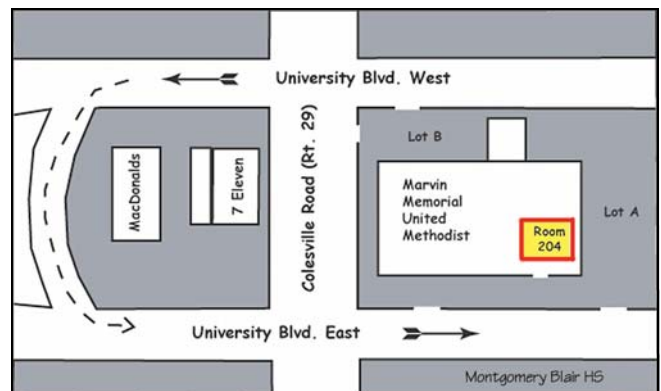 University Blvd. West
Lot B
MacDonalds
7 Eleven
Colesville Road (Rt. 29)
Marvin
Memorial
United
Methodist
Room
204
Lot A
University Blvd. East
Montgomery Blair HS